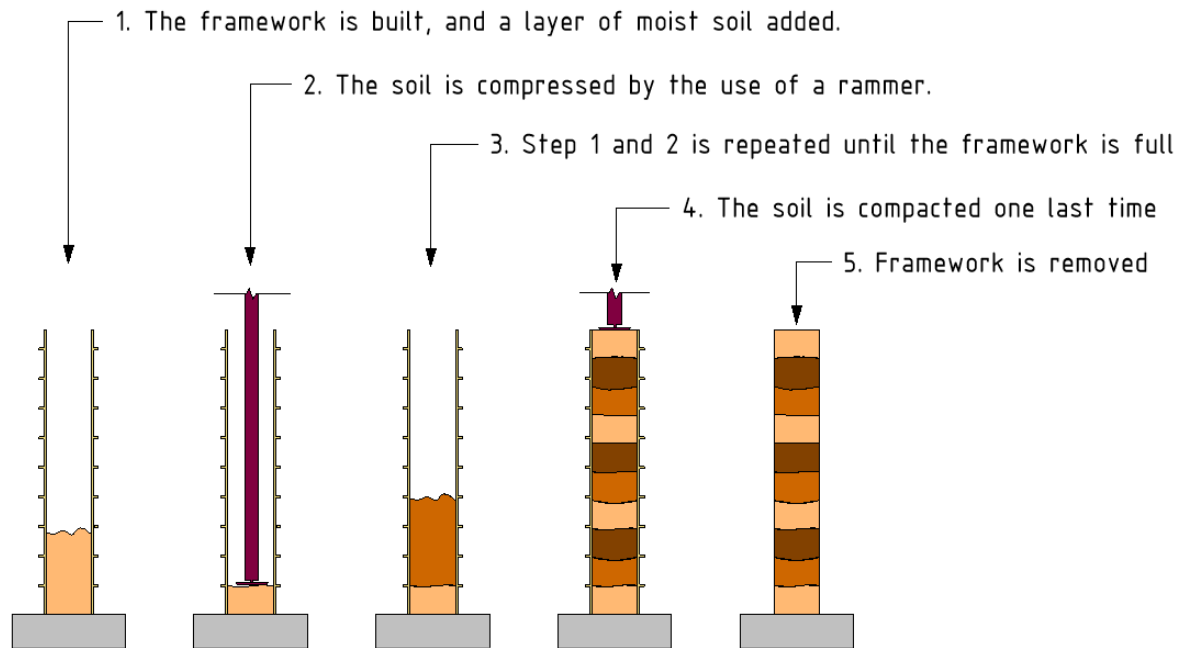 1. The framework is built, and a layer of moist soil added.
2. The soil is compressed by the use of a rammer.
3. Step 1 and 2 is repeated until the framework is full
4. The soil is compacted one last time
5. Framework is removed